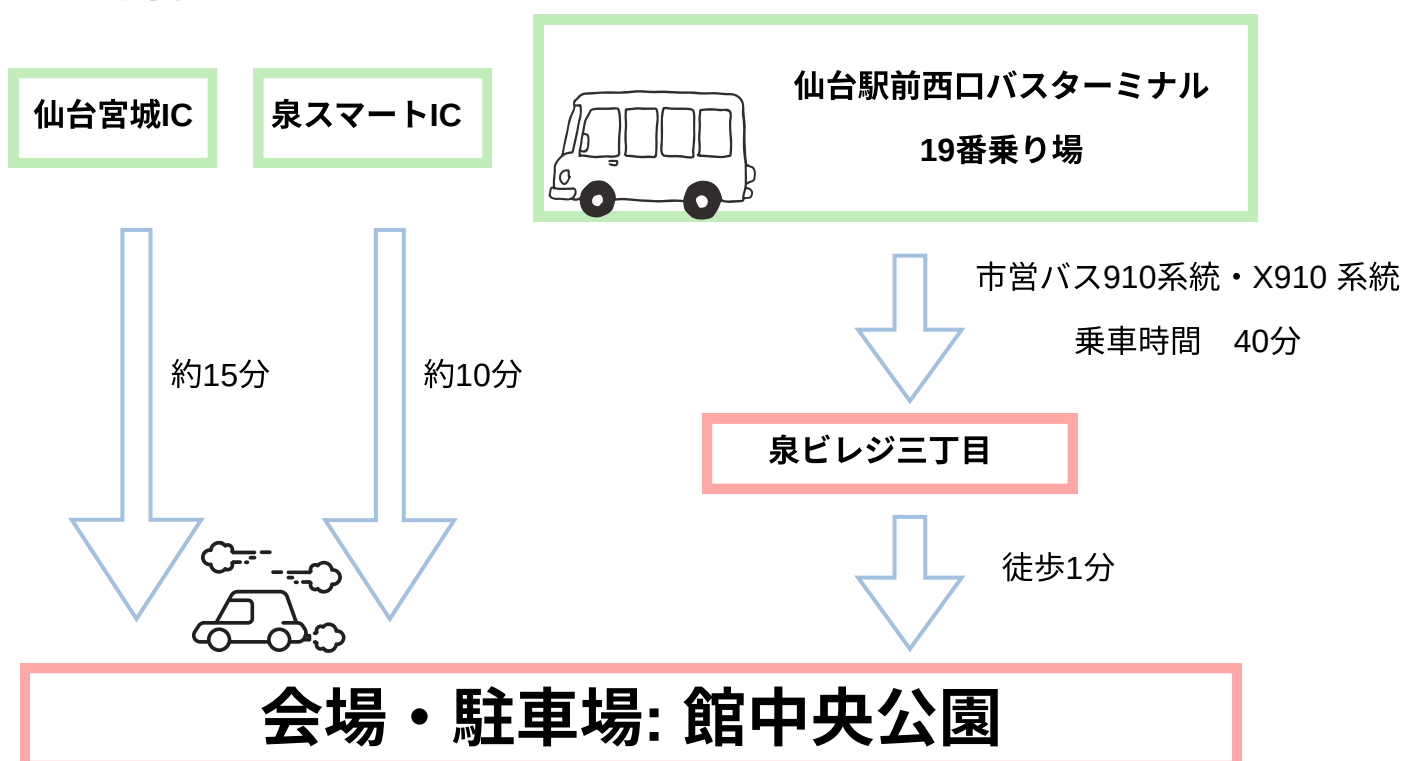 仙台宮城IC
泉スマートIC
仙台駅前西口バスターミナル
19番乗り場
約15分
約10分
市営バス910系統・X910 系統
乗車時間　40分
泉ビレジ三丁目
徒歩1分
会場・駐車場: 館中央公園